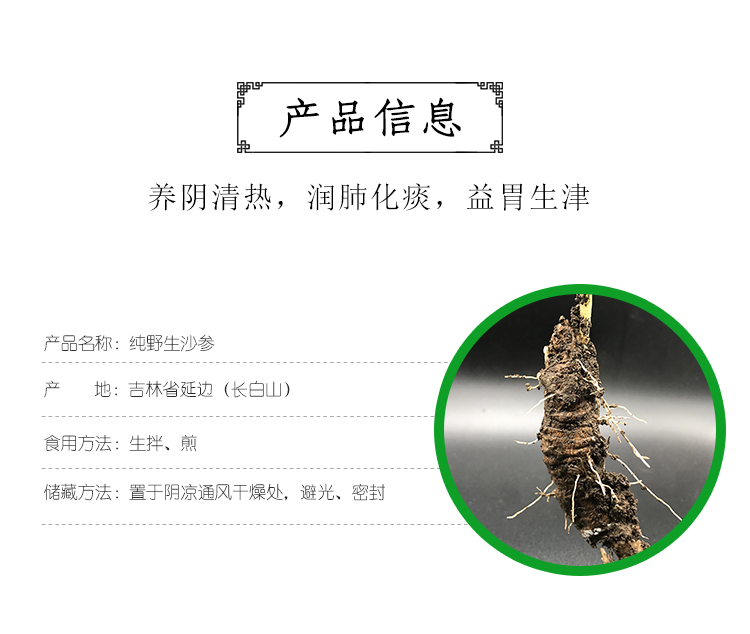 产品信息
养阴清热，润肺化痰，益胃生津
产品名称：纯野生沙参
产 地：吉林省延边（长白山）
食用方法：生拌、煎
储藏方法：置于阴凉通风干燥处，避光、密封